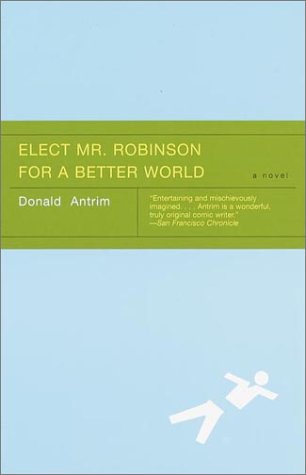 ELECT MR. ROBINSON
FOR A BETTER WORLD
a novel
Donald Antrim
"Entertaining and mischievously
imagined. . . . Antrim is a wonderful,
truly original comic writer."
—San Francisco Chronicle